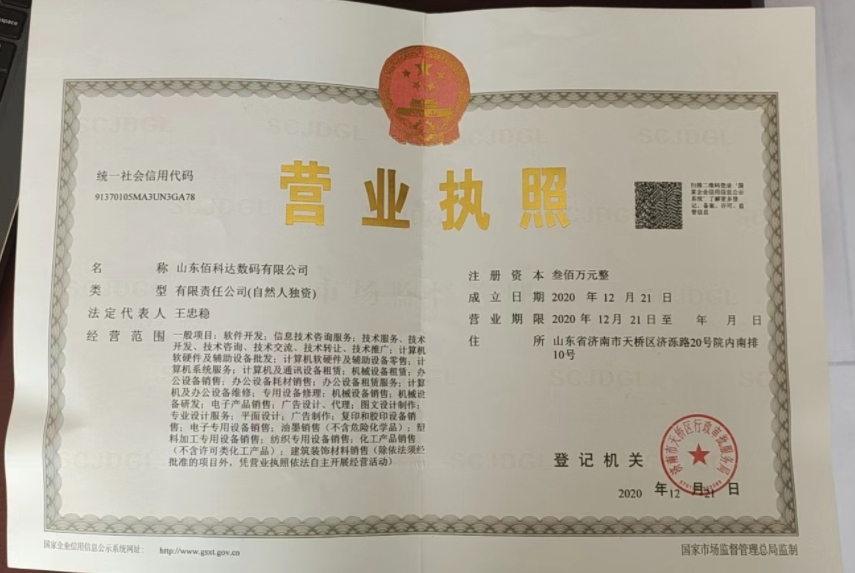 统一社会信用代码
91370105MA3UN3GA78
营业执照
扫描二维码登录“国
家企业信用信息公示
系统”了解更多登
记、备案、许可、监
管信息
名 称 山东佰科达数码有限公司
类 型 有限责任公司(自然人独资)
法定代表人 王忠稳
经营范围 一般项目：软件开发；信息技术咨询服务；技术服务、技术
开发、技术咨询、技术交流、技术转让、技术推广；计算机
软硬件及辅助设备批发；计算机软硬件及辅助设备零售；计
算机系统服务；计算机及通讯设备租赁；机械设备租赁；办
公设备销售；办公设备耗材销售；办公设备租赁服务；计算
机及办公设备维修；专用设备修理；机械设备销售；机械设
备研发；电子产品销售；广告设计、代理；图文设计制作；
专业设计服务；平面设计；广告制作；复印和胶印设备销
售；电子专用设备销售；油墨销售（不含危险化学品）；塑
料加工专用设备销售；纺织专用设备销售；化工产品销售
（不含许可类化工产品）；建筑装饰材料销售（除依法须经
批准的项目外，凭营业执照依法自主开展经营活动）
注册资本 叁佰万元整
成立日期 2020 年 12 月 21 日
营业期限 2020 年 12 月 21 日 至 年 月 日
住 所 山东省济南市天桥区济泺路20号院内南排
10号
登记机关
济南市天桥区行政审批服务局
2020 年 12 月 21 日
国家企业信用信息公示系统网址： http://www.gsxt.gov.cn
国家市场监督管理总局监制